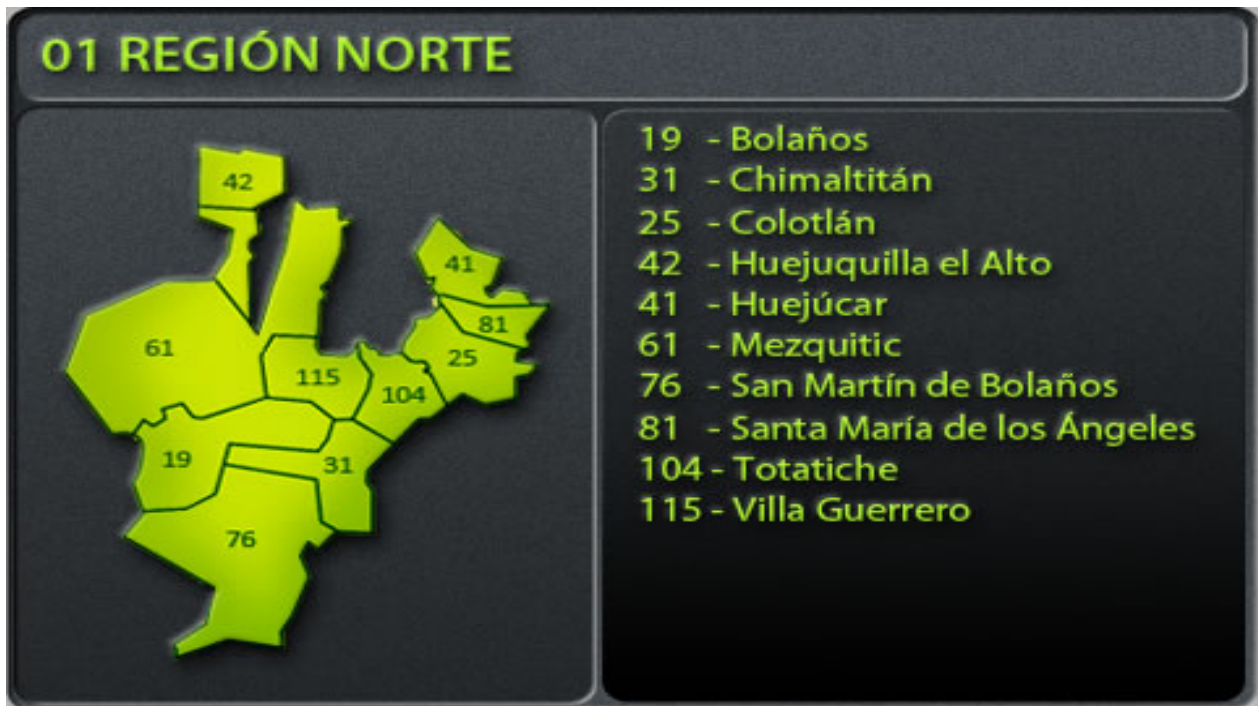 01 REGIÓN NORTE
42
41
81
61
25
115
104
19
31
76
19 - Bolaños
31 - Chimaltitán
25 - Colotlán
42 - Huejuquilla el Alto
41 - Huejúcar
61 - Mezquitic
76 - San Martín de Bolaños
81 - Santa María de los Ángeles
104 - Totatiche
115 - Villa Guerrero